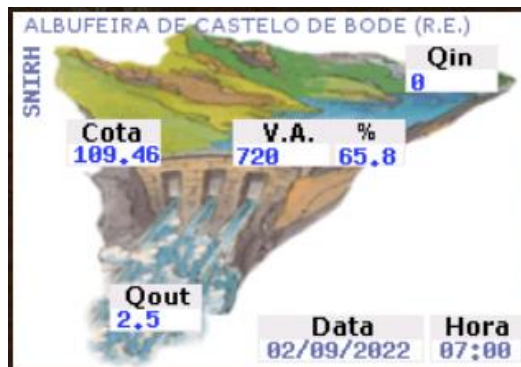 ALBUFEIRA DE CASTELO DE BODE (R.E.)
SNIRH
Qin
0
Cota V.A. %
109.46 720 65.8
Qout
2.5
Data Hora
02/09/2022 07:00